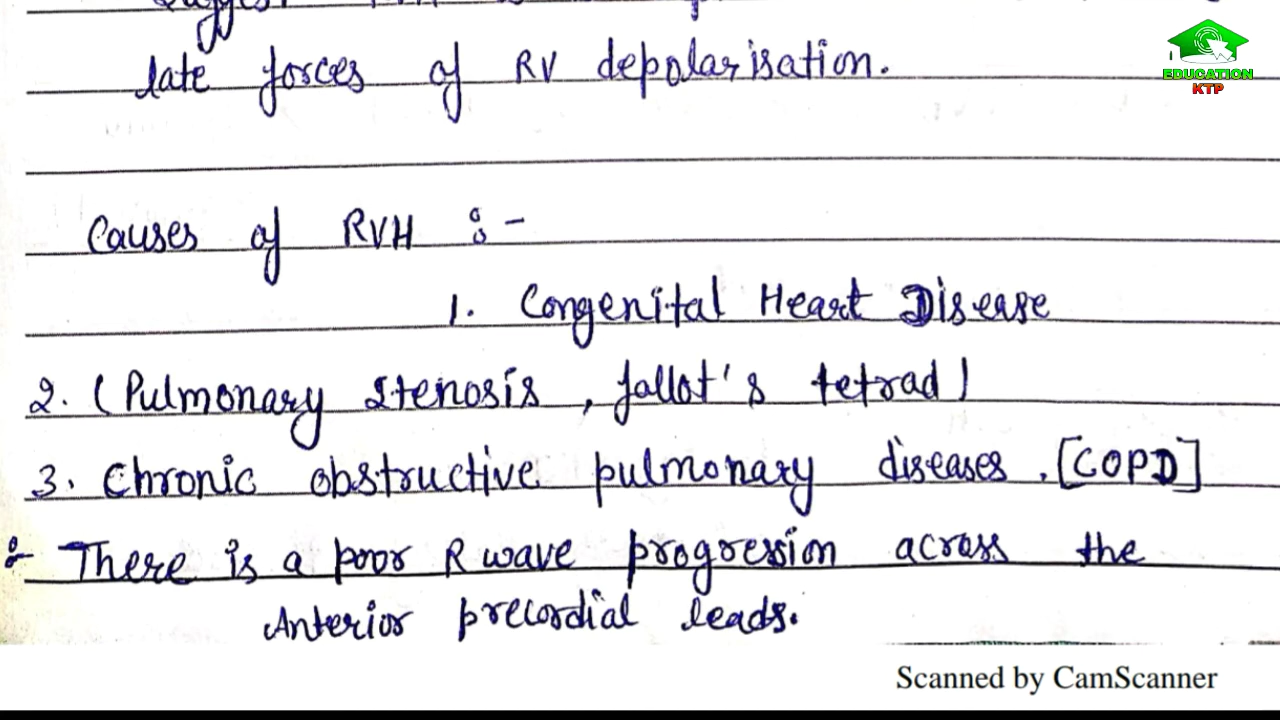 late forces of RV depolarisation.
EDUCATION
KTP
Causes of RVH :-
1. Congenital Heart Disease
2. (Pulmonary stenosis, fallot's tetrad)
3. Chronic obstructive pulmonary diseases. [COPD]
:- There is a poor R wave progression across the
Anterior precordial leads.
Scanned by CamScanner